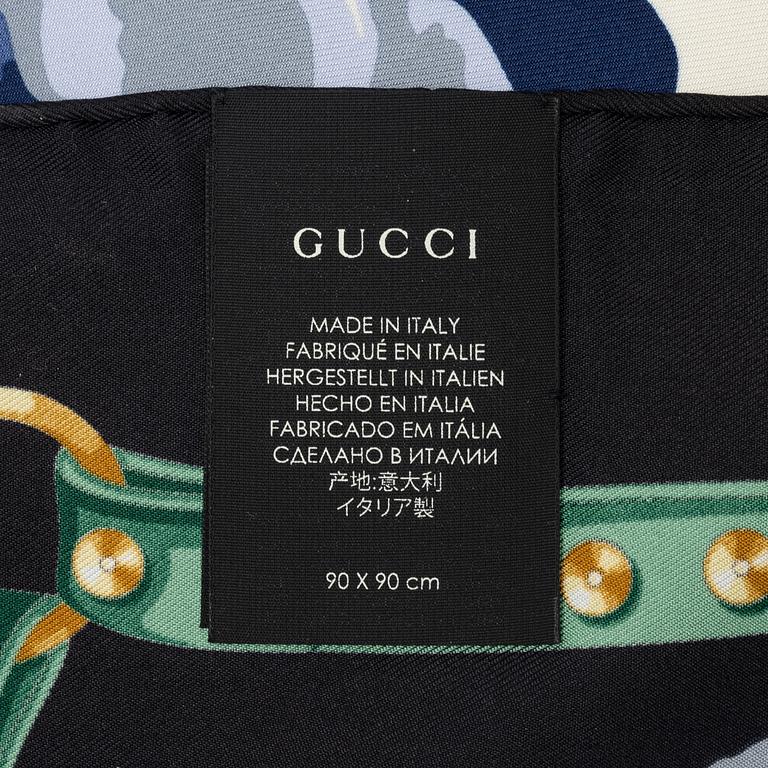 GUCCI
MADE IN ITALY
FABRIQUÉ EN ITALIE
HERGESTELLT IN ITALIEN
HECHO EN ITALIA
FABRICADO EM ITÁLIA
СДЕЛАНО В ИТАЛИИ
产地:意大利
イタリア製
90 X 90 cm